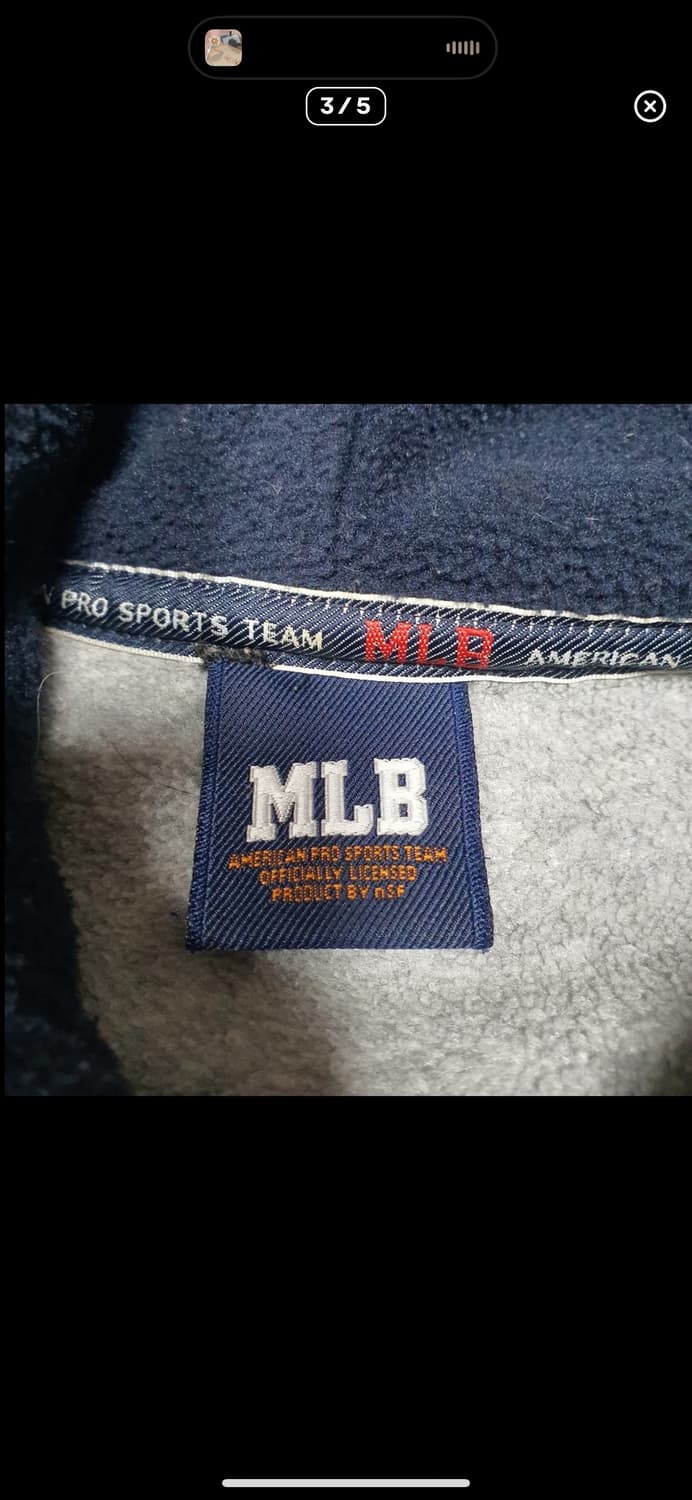 3/5
PRO SPORTS TEAM MLB AMERICAN
MLB
AMERICAN PRO SPORTS TEAM
OFFICIALLY LICENSED
PRODUCT BY nSF